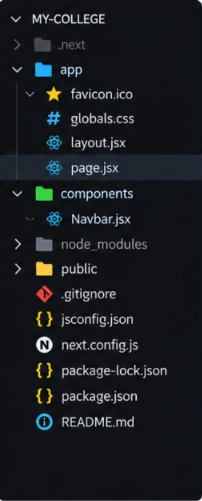 MY-COLLEGE
.next
app
favicon.ico
globals.css
layout.jsx
page.jsx
components
Navbar.jsx
node_modules
public
.gitignore
jsconfig.json
next.config.js
package-lock.json
package.json
README.md